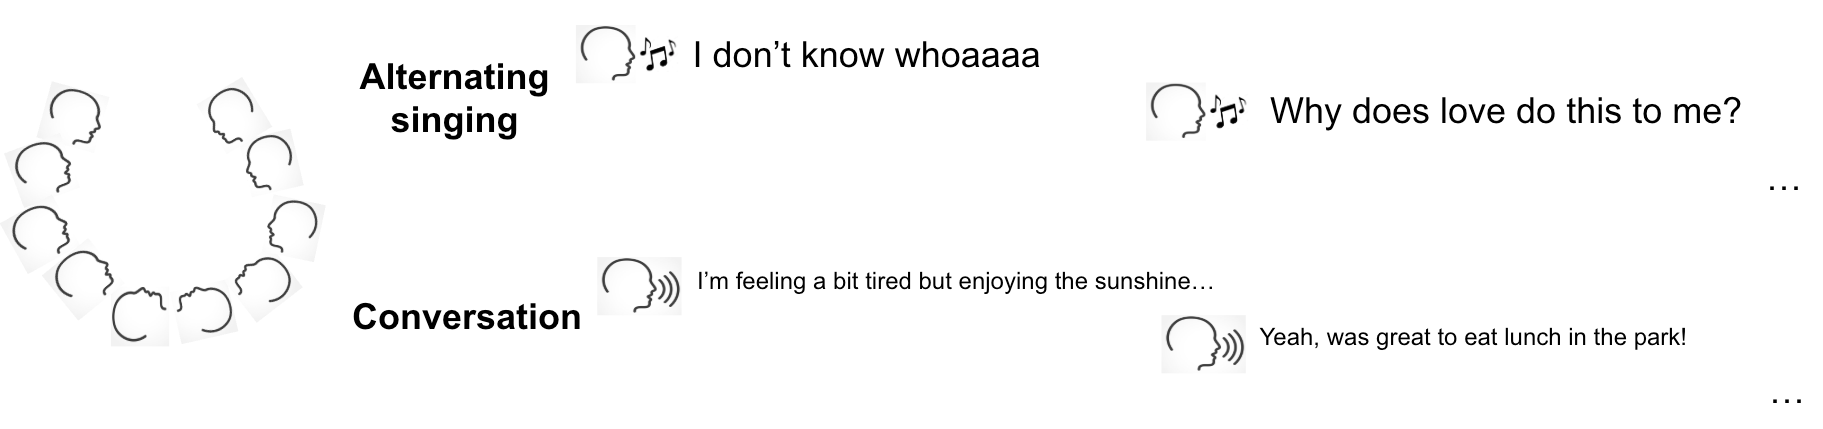 Alternating
singing
I don’t know whoaaaa
Why does love do this to me?
…
Conversation
I’m feeling a bit tired but enjoying the sunshine…
Yeah, was great to eat lunch in the park!
…